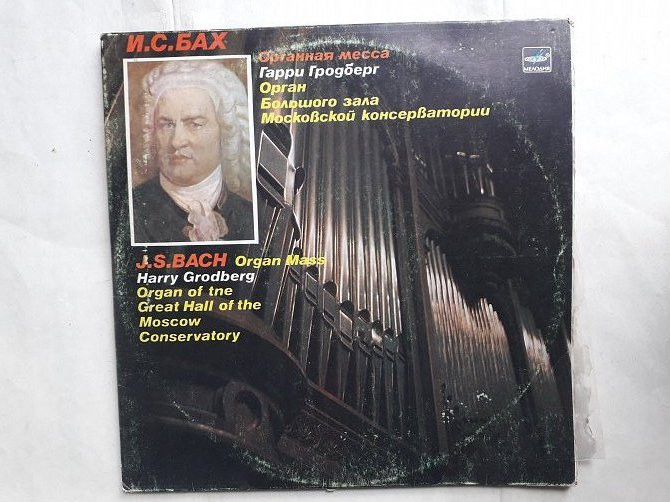 И.С.БАХ
Органная месса
Гарри Гродберг
Орган
Большого зала
Московской консерватории
МЕЛОДИЯ
J.S.BACH Organ Mass
Harry Grodberg
Organ of tne
Great Hall of the
Moscow
Conservatory